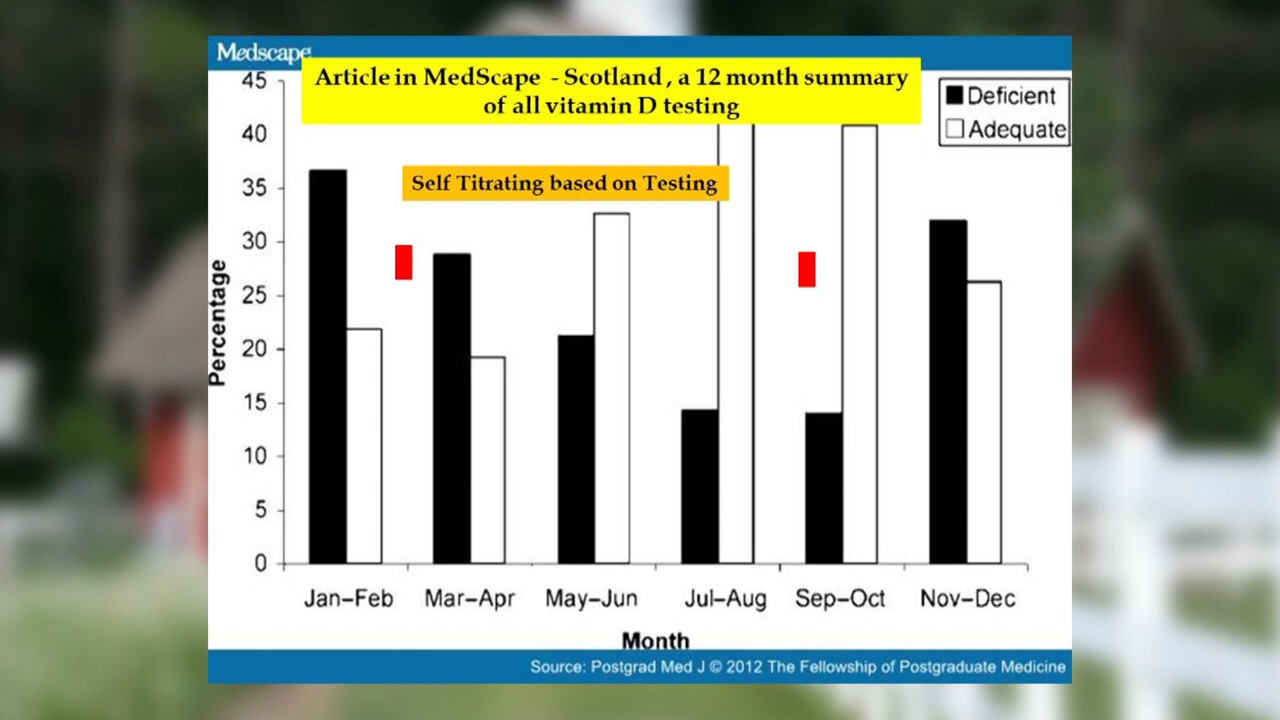 Medscape
Article in MedScape - Scotland , a 12 month summary
of all vitamin D testing
Self Titrating based on Testing
Deficient
Adequate
Percentage
45
40
35
30
25
20
15
10
5
0
Jan–Feb Mar–Apr May–Jun Jul–Aug Sep–Oct Nov–Dec
Month
Source: Postgrad Med J © 2012 The Fellowship of Postgraduate Medicine